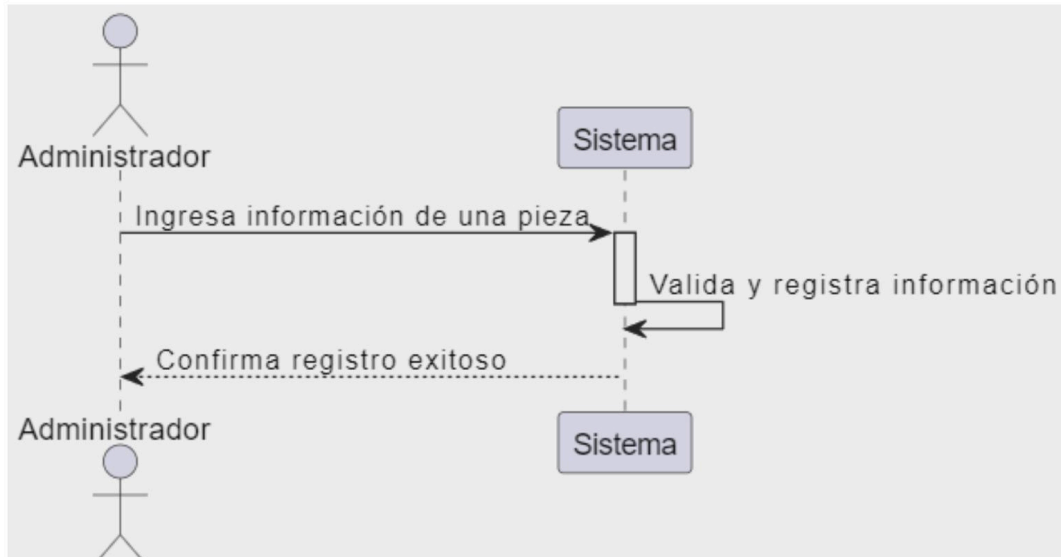 Administrador
Sistema
Ingresa información de una pieza
Valida y registra información
Confirma registro exitoso
Administrador
Sistema